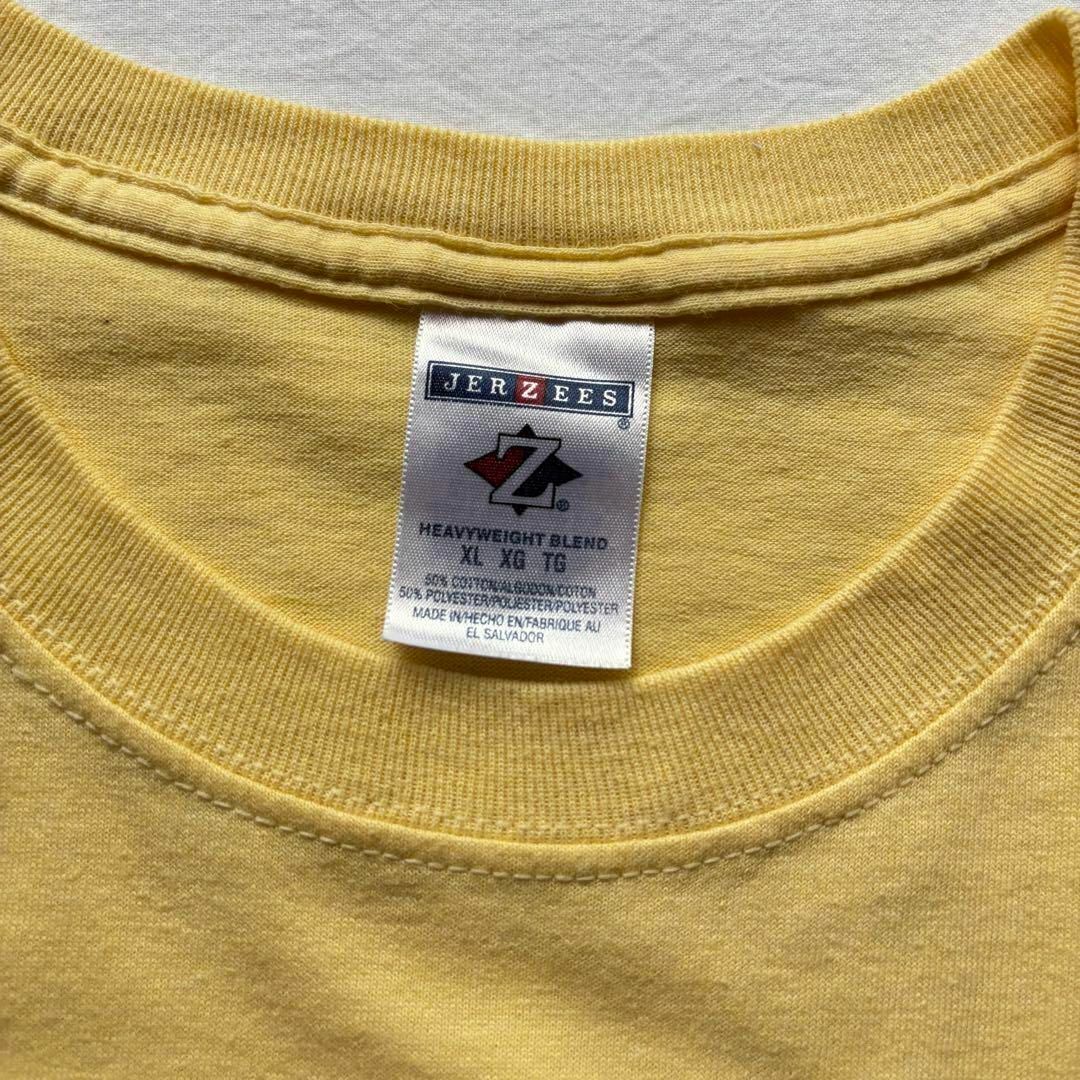 JERZEES
®
Z®
HEAVYWEIGHT BLEND
XL XG TG
50% COTTON/ALGODON/COTON
50% POLYESTER/POLIESTER/POLYESTER
MADE IN/HECHO EN/FABRIQUE AU
EL SALVADOR